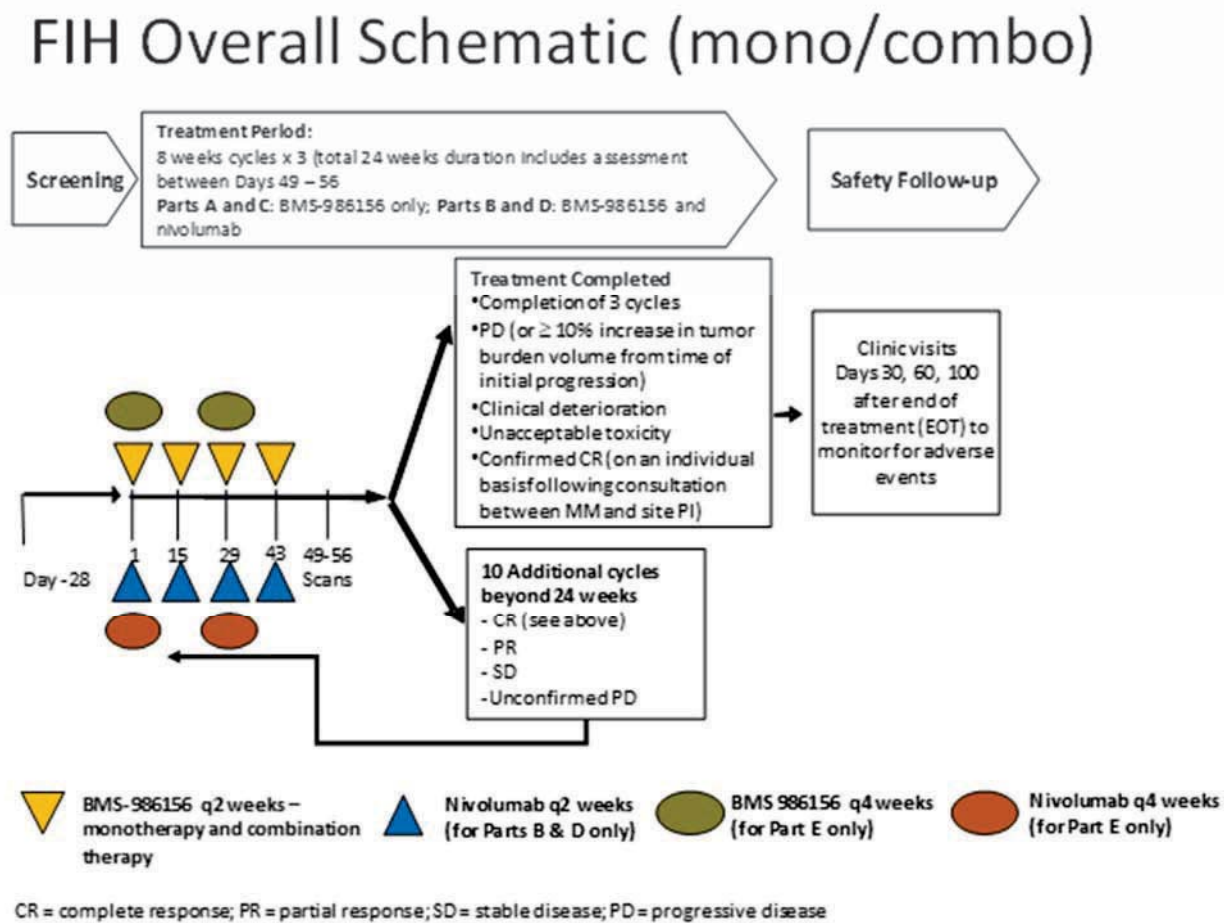 FIH Overall Schematic (mono/combo)
Screening
Treatment Period:
8 weeks cycles x 3 (total 24 weeks duration includes assessment
between Days 49 – 56
Parts A and C: BMS-986156 only; Parts B and D: BMS-986156 and
nivolumab
Safety Follow-up
Treatment Completed
•Completion of 3 cycles
•PD (or ≥ 10% increase in tumor
burden volume from time of
initial progression)
•Clinical deterioration
•Unacceptable toxicity
•Confirmed CR (on an individual
basis following consultation
between MM and site PI)
Clinic visits
Days 30, 60, 100
after end of
treatment (EOT) to
monitor for adverse
events
Day -28
1 15 29 43 49-56
Scans
10 Additional cycles
beyond 24 weeks
- CR (see above)
- PR
- SD
- Unconfirmed PD
BMS-986156 q2 weeks –
monotherapy and combination
therapy
Nivolumab q2 weeks
(for Parts B & D only)
BMS 986156 q4 weeks
(for Part E only)
Nivolumab q4 weeks
(for Part E only)
CR = complete response; PR = partial response; SD = stable disease; PD = progressive disease